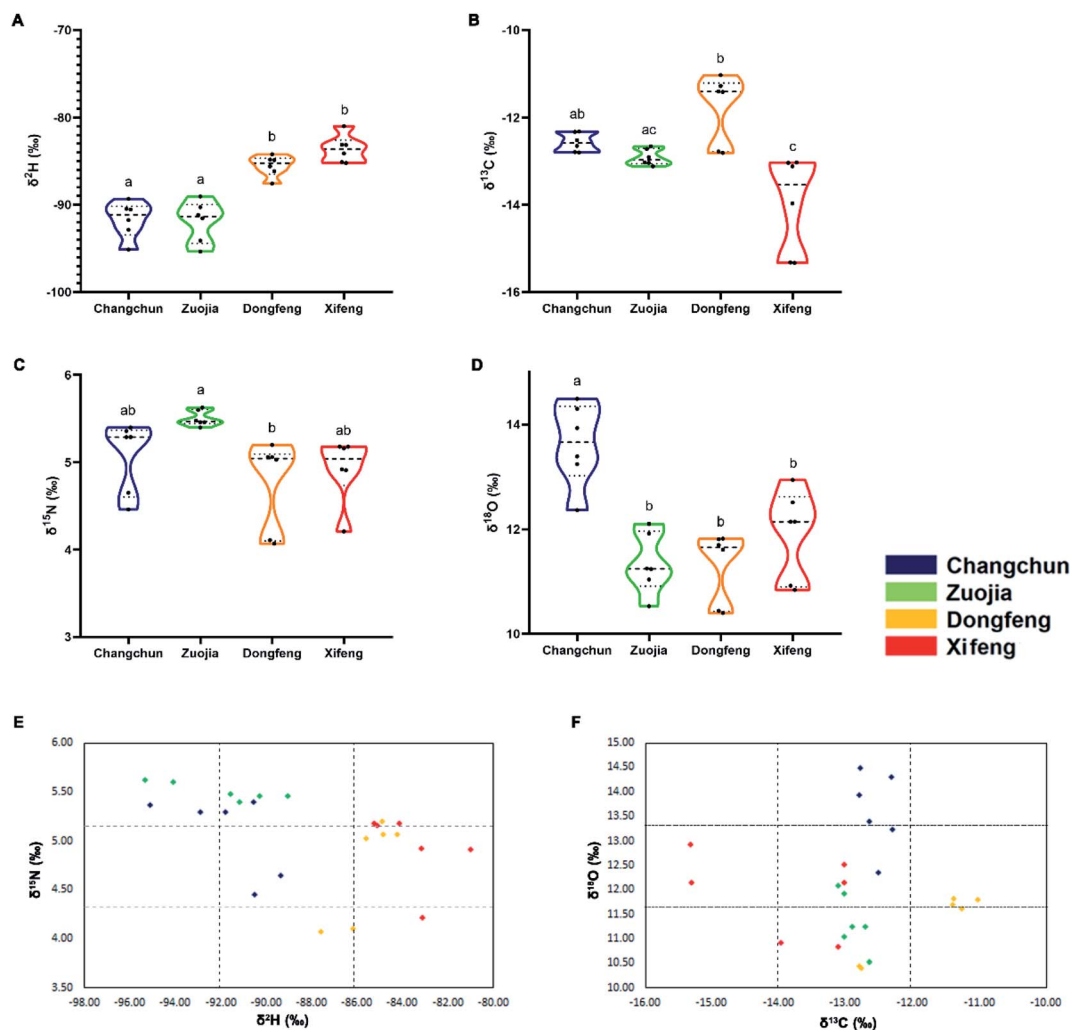 A
-70
-80
-90
-100
δ²H (‰)
a
a
b
b
Changchun Zuojia Dongfeng Xifeng
B
-10
-12
-14
-16
δ¹³C (‰)
ab
ac
b
c
Changchun Zuojia Dongfeng Xifeng
C
6
5
4
3
δ¹⁵N (‰)
ab
a
b
ab
Changchun Zuojia Dongfeng Xifeng
D
14
12
10
δ¹⁸O (‰)
a
b
b
b
Changchun Zuojia Dongfeng Xifeng
Changchun
Zuojia
Dongfeng
Xifeng
E
6.00
5.50
5.00
4.50
4.00
3.50
δ¹⁵N (‰)
-98.00 -96.00 -94.00 -92.00 -90.00 -88.00 -86.00 -84.00 -82.00 -80.00
δ²H (‰)
F
15.00
14.50
14.00
13.50
13.00
12.50
12.00
11.50
11.00
10.50
10.00
δ¹⁸O (‰)
-16.00 -15.00 -14.00 -13.00 -12.00 -11.00 -10.00
δ¹³C (‰)